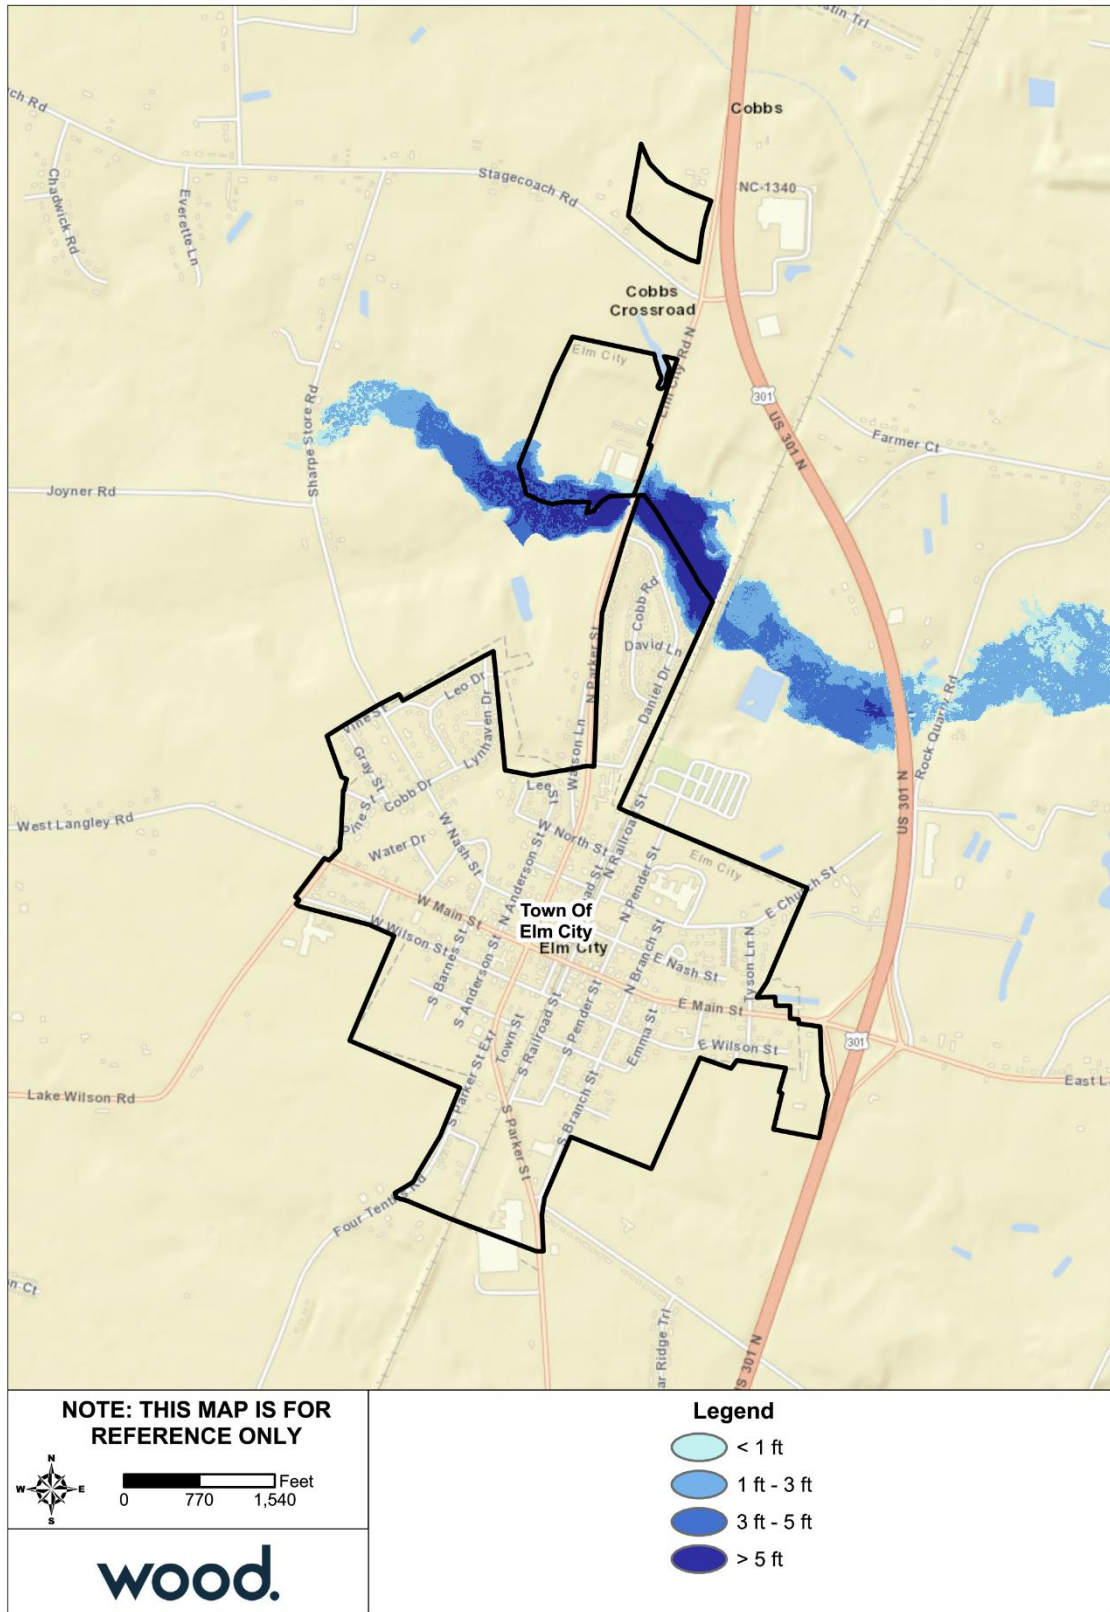 Cobbs
NC-1340
Stagecoach Rd
Chadwick Rd
Everette Ln
Cobbs
Crossroad
Elm City
Elm City Rd N
301
US 301 N
Farmer Ct
Sharpe Store Rd
Joyner Rd
Cobb Rd
David Ln
Daniel Dr
N Parker St
Rock Quarry Rd
US 301 N
Leo Dr
Vine St
Lynhaven Dr
Gray St
Cobb Dr
Pine St
Watson Ln
Lee St
West Langley Rd
Water Dr
W Nash St
W North St
N Railroad St
Elm City
N Anderson St
N Pender St
E Church St
W Main St
Town Of
Elm City
Elm City
W Wilson St
S Barnes St
S Anderson St
N Branch St
E Nash St
Tyson Ln N
E Main St
301
S Railroad St
S Pender St
Emma St
E Wilson St
Town St
S Parker St Ext
Lake Wilson Rd
S Branch St
S Parker St
US 301 N
NOTE: THIS MAP IS FOR
REFERENCE ONLY
N
W
E
S
Feet
0 770 1,540
wood.
Legend
< 1 ft
1 ft - 3 ft
3 ft - 5 ft
> 5 ft